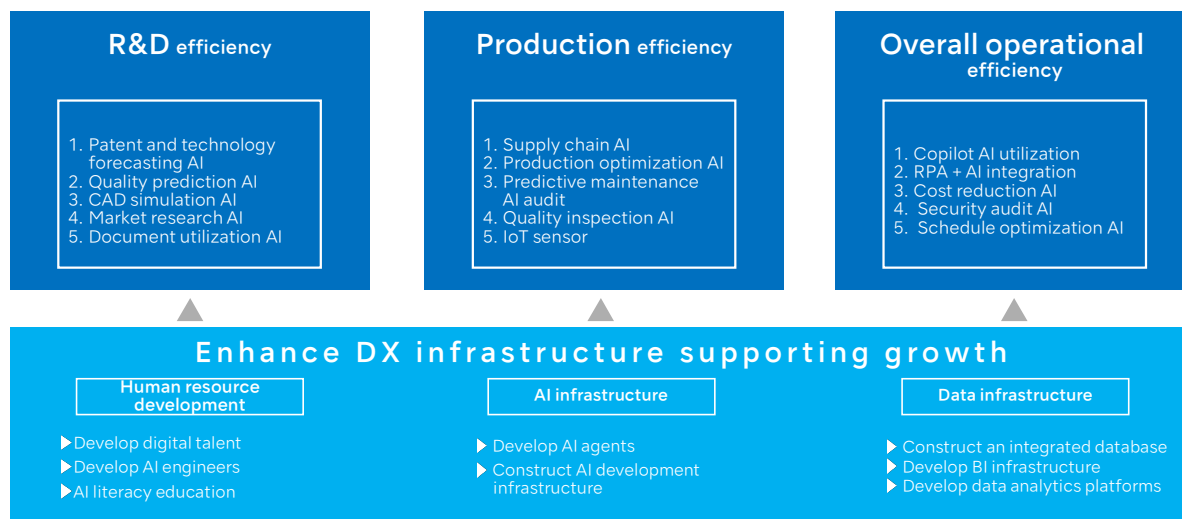 R&D efficiency
1. Patent and technology
forecasting AI
2. Quality prediction AI
3. CAD simulation AI
4. Market research AI
5. Document utilization AI
Production efficiency
1. Supply chain AI
2. Production optimization AI
3. Predictive maintenance
AI audit
4. Quality inspection AI
5. IoT sensor
Overall operational
efficiency
1. Copilot AI utilization
2. RPA + AI integration
3. Cost reduction AI
4. Security audit AI
5. Schedule optimization AI
Enhance DX infrastructure supporting growth
Human resource
development
Develop digital talent
Develop AI engineers
AI literacy education
AI infrastructure
Develop AI agents
Construct AI development
infrastructure
Data infrastructure
Construct an integrated database
Develop BI infrastructure
Develop data analytics platforms